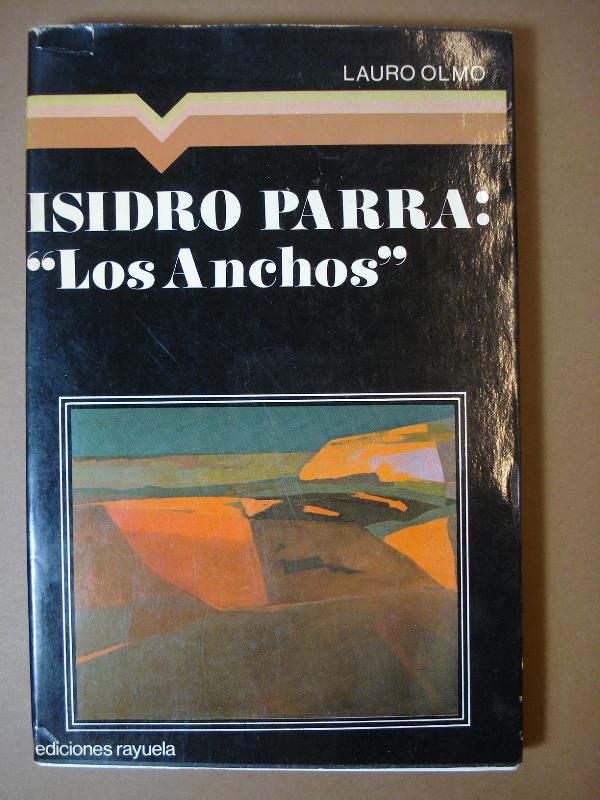 LAURO OLMO
ISIDRO PARRA:
“Los Anchos”
ediciones rayuela